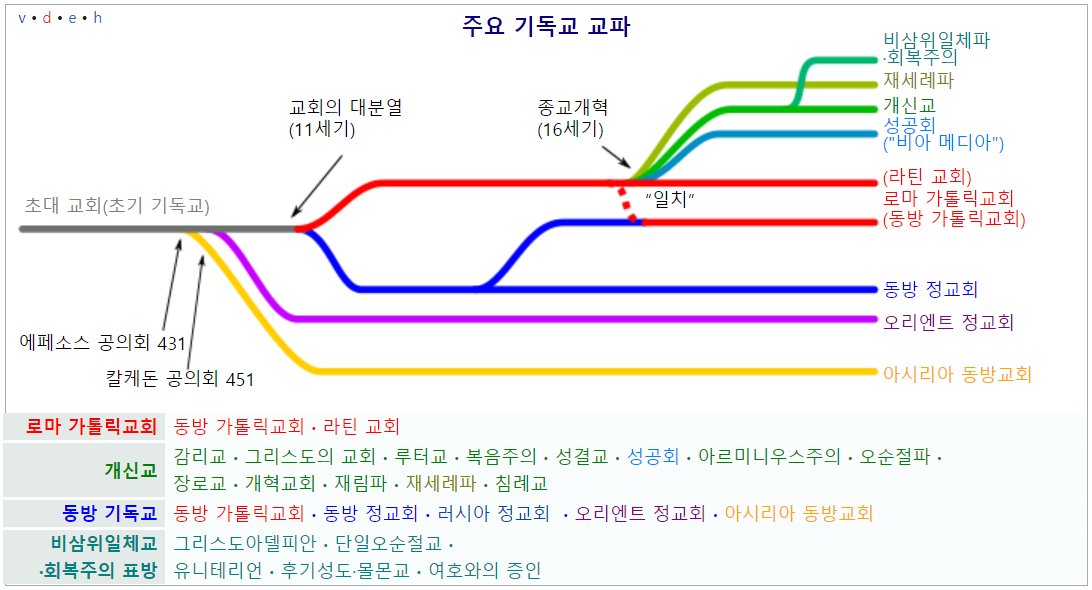 v • d • e • h
주요 기독교 교파
비삼위일체파
·회복주의
재세례파
개신교
성공회
("비아 메디아")
교회의 대분열
(11세기)
종교개혁
(16세기)
(라틴 교회)
로마 가톨릭교회
(동방 가톨릭교회)
"일치"
초대 교회(초기 기독교)
동방 정교회
오리엔트 정교회
에페소스 공의회 431
칼케돈 공의회 451
아시리아 동방교회
로마 가톨릭교회 동방 가톨릭교회 · 라틴 교회
개신교 감리교 · 그리스도의 교회 · 루터교 · 복음주의 · 성결교 · 성공회 · 아르미니우스주의 · 오순절파 ·
장로교 · 개혁교회 · 재림파 · 재세례파 · 침례교
동방 기독교 동방 가톨릭교회 · 동방 정교회 · 러시아 정교회 · 오리엔트 정교회 · 아시리아 동방교회
비삼위일체교 그리스도아델피안 · 단일오순절교 ·
·회복주의 표방 유니테리언 · 후기성도·몰몬교 · 여호와의 증인